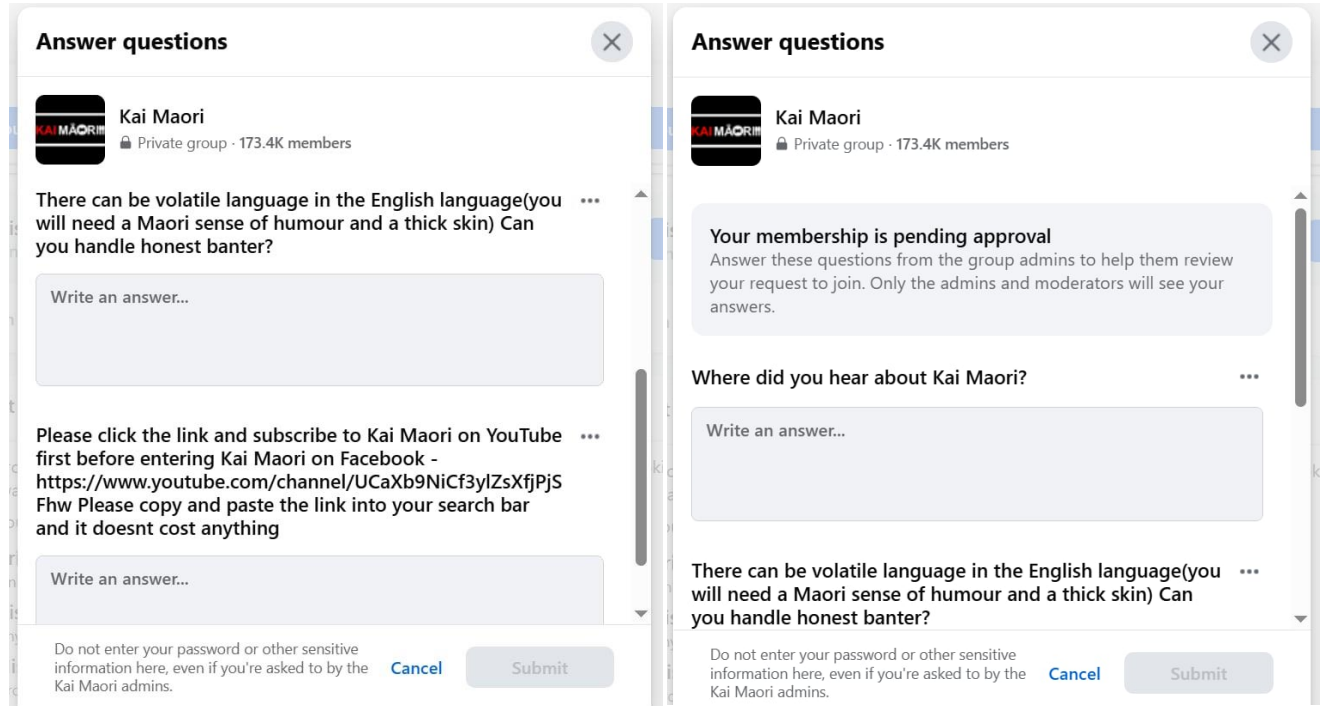 Answer questions
KAI MĀORI!!!
Kai Maori
Private group · 173.4K members
There can be volatile language in the English language(you
will need a Maori sense of humour and a thick skin) Can
you handle honest banter?
Write an answer...
Please click the link and subscribe to Kai Maori on YouTube
first before entering Kai Maori on Facebook -
https://www.youtube.com/channel/UCaXb9NiCf3ylZsXfjPjS
Fhw Please copy and paste the link into your search bar
and it doesnt cost anything
Write an answer...
Do not enter your password or other sensitive
information here, even if you're asked to by the
Kai Maori admins.
Cancel
Submit
Answer questions
KAI MĀORI!!!
Kai Maori
Private group · 173.4K members
Your membership is pending approval
Answer these questions from the group admins to help them review
your request to join. Only the admins and moderators will see your
answers.
Where did you hear about Kai Maori?
Write an answer...
There can be volatile language in the English language(you
will need a Maori sense of humour and a thick skin) Can
you handle honest banter?
Do not enter your password or other sensitive
information here, even if you're asked to by the
Kai Maori admins.
Cancel
Submit